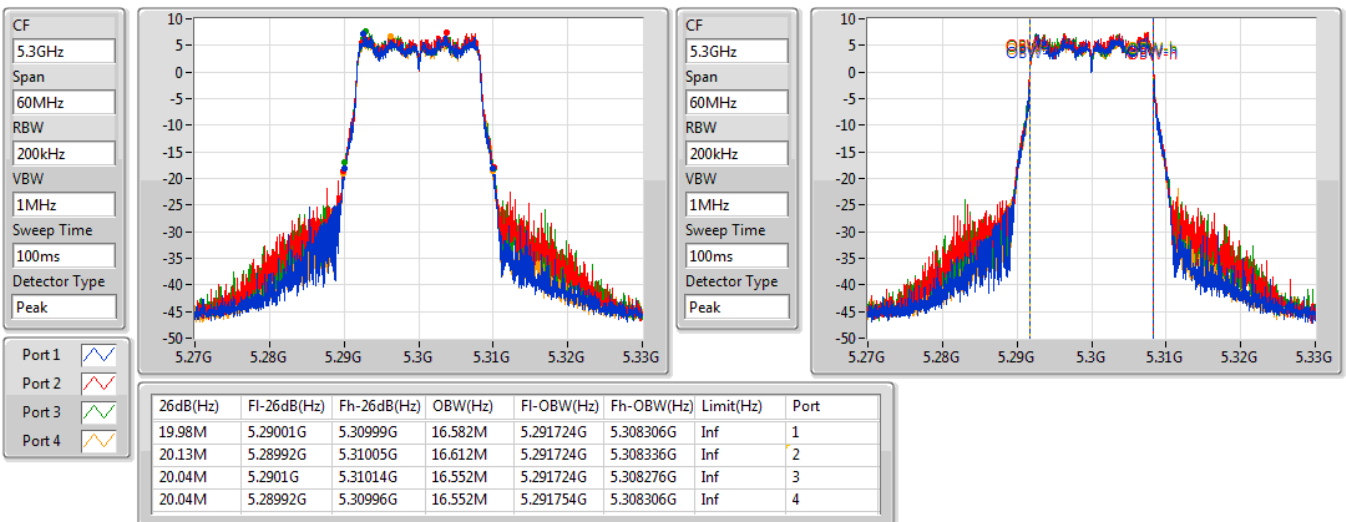 CF
5.3GHz
Span
60MHz
RBW
200kHz
VBW
1MHz
Sweep Time
100ms
Detector Type
Peak
10
5
0
-5
-10
-15
-20
-25
-30
-35
-40
-45
-50
5.27G 5.28G 5.29G 5.3G 5.31G 5.32G 5.33G
CF
5.3GHz
Span
60MHz
RBW
200kHz
VBW
1MHz
Sweep Time
100ms
Detector Type
Peak
10
5
0
-5
-10
-15
-20
-25
-30
-35
-40
-45
-50
OBW-h
5.27G 5.28G 5.29G 5.3G 5.31G 5.32G 5.33G
Port 1
Port 2
Port 3
Port 4
26dB(Hz) Fl-26dB(Hz) Fh-26dB(Hz) OBW(Hz) Fl-OBW(Hz) Fh-OBW(Hz) Limit(Hz) Port
19.98M 5.29001G 5.30999G 16.582M 5.291724G 5.308306G Inf 1
20.13M 5.28992G 5.31005G 16.612M 5.291724G 5.308336G Inf 2
20.04M 5.2901G 5.31014G 16.552M 5.291724G 5.308276G Inf 3
20.04M 5.28992G 5.30996G 16.552M 5.291754G 5.308306G Inf 4